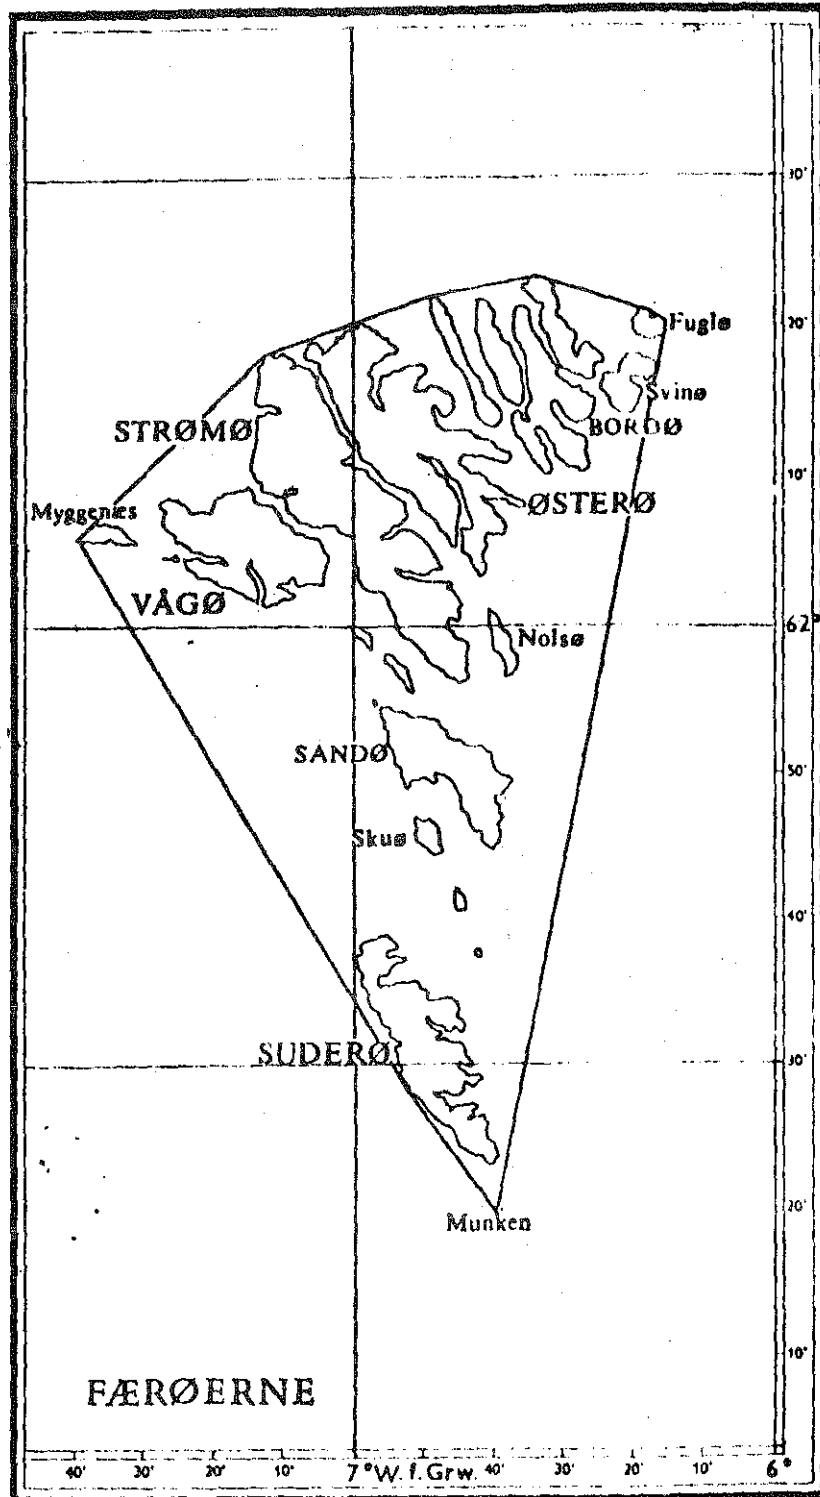 10'
20'
Fuglø
Svinø
STRØMØ
BORDØ
10'
ØSTERØ
Myggenæs
VÅGØ
62°
Nolsø
SANDØ
50'
Skuø
40'
SUDERØ
30'
20'
Munken
10'
FÆRØERNE
40' 30' 20' 10' 7° W. f. Grw. 40' 30' 20' 10' 6°